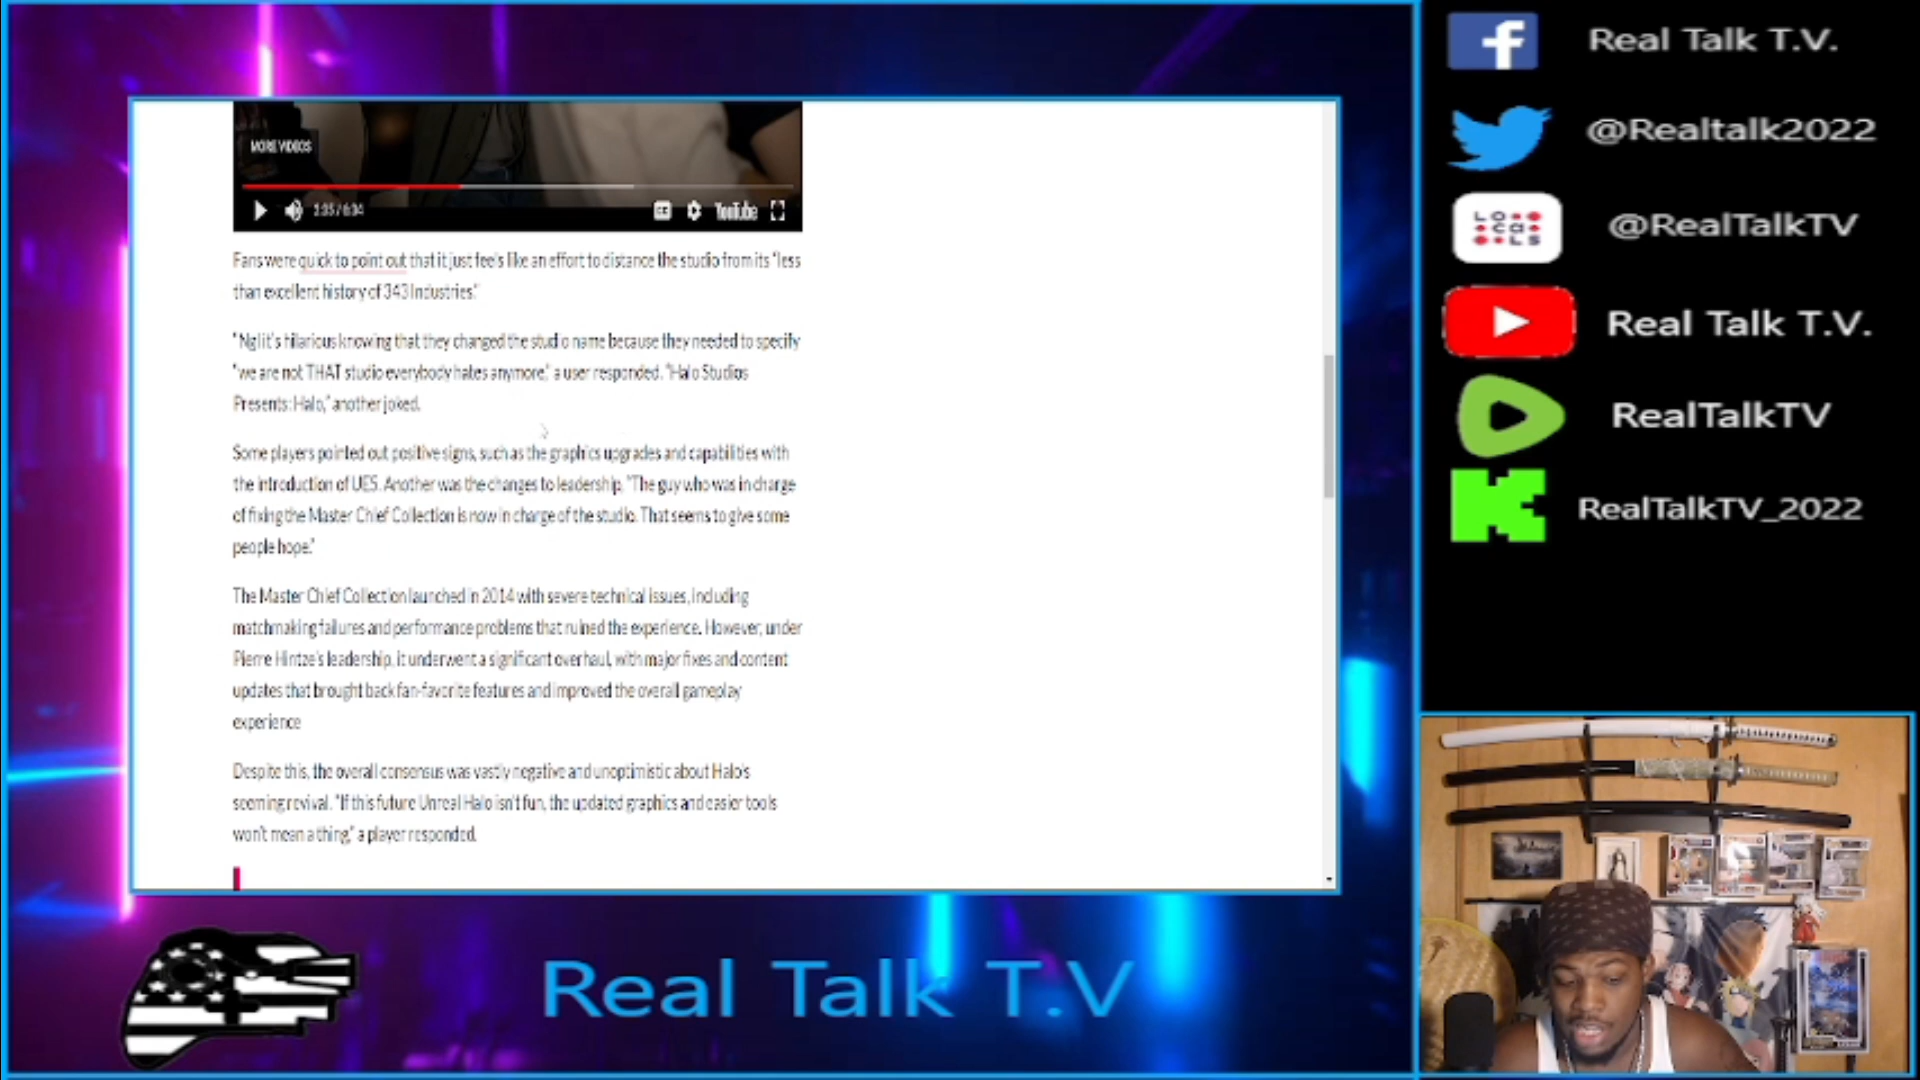 MORE VIDEOS
2:35 / 6:34
YouTube
Fans were quick to point out that it just feels like an effort to distance the studio from its "less
than excellent history of 343 Industries."
"Ngl it's hilarious knowing that they changed the studio name because they needed to specify
"we are not THAT studio everybody hates anymore," a user responded. "Halo Studios
Presents: Halo," another joked.
Some players pointed out positive signs, such as the graphics upgrades and capabilities with
the introduction of UE5. Another was the changes to leadership, "The guy who was in charge
of fixing the Master Chief Collection is now in charge of the studio. That seems to give some
people hope."
The Master Chief Collection launched in 2014 with severe technical issues, including
matchmaking failures and performance problems that ruined the experience. However, under
Pierre Hintze's leadership, it underwent a significant overhaul, with major fixes and content
updates that brought back fan-favorite features and improved the overall gameplay
experience
Despite this, the overall consensus was vastly negative and unoptimistic about Halo's
seeming revival. "If this future Unreal Halo isn't fun, the updated graphics and easier tools
won't mean a thing," a player responded.
Real Talk T.V
f Real Talk T.V.
@Realtalk2022
LOCALS @RealTalkTV
Real Talk T.V.
RealTalkTV
K RealTalkTV_2022